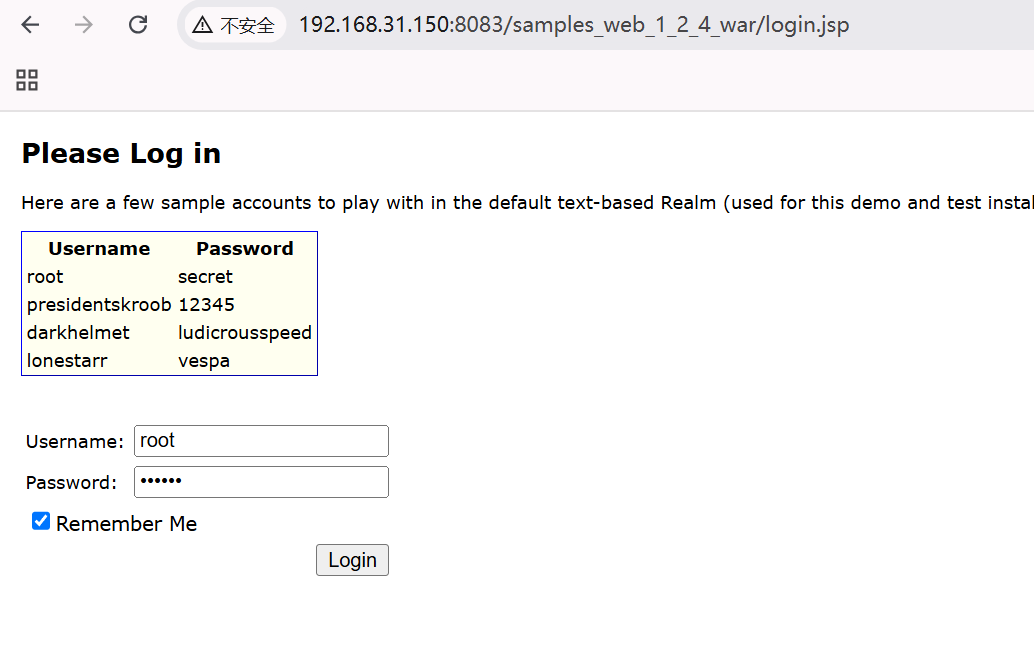 不安全 192.168.31.150:8083/samples_web_1_2_4_war/login.jsp
Please Log in
Here are a few sample accounts to play with in the default text-based Realm (used for this demo and test
Username Password
root secret
presidentskroob 12345
darkhelmet ludicrousspeed
lonestarr vespa
Username: root
Password: ••••••
Remember Me
Login